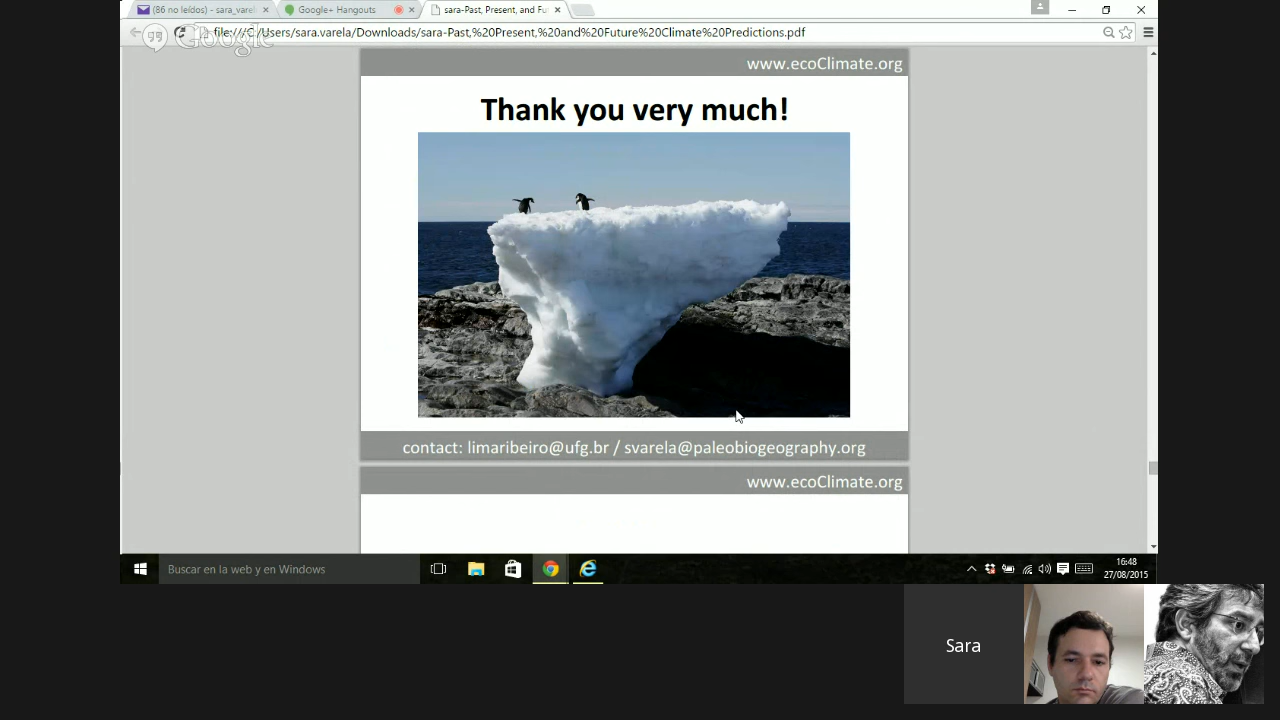 (86 no leídos) - sara_varel
Google+ Hangouts
sara-Past, Present, and Fu
Google
file:///C:/Users/sara.varela/Downloads/sara-Past,%20Present,%20and%20Future%20Climate%20Predictions.pdf
www.ecoClimate.org
Thank you very much!
contact: limaribeiro@ufg.br / svarela@paleobiogeography.org
www.ecoClimate.org
Buscar en la web y en Windows
16:48
27/08/2015
Sara